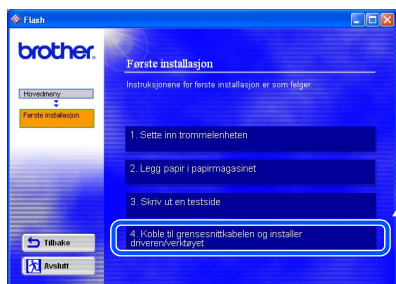 Flash
brother.
Første installasjon
Instruksjonene for første installasjon er som følger.
Hovedmeny
Første installasjon
1. Sette inn trommelenheten
2. Legg papir i papirmagasinet
3. Skriv ut en testside
4. Koble til grensesnittkabelen og installer
driveren/verktøyet
Tilbake
Avslutt